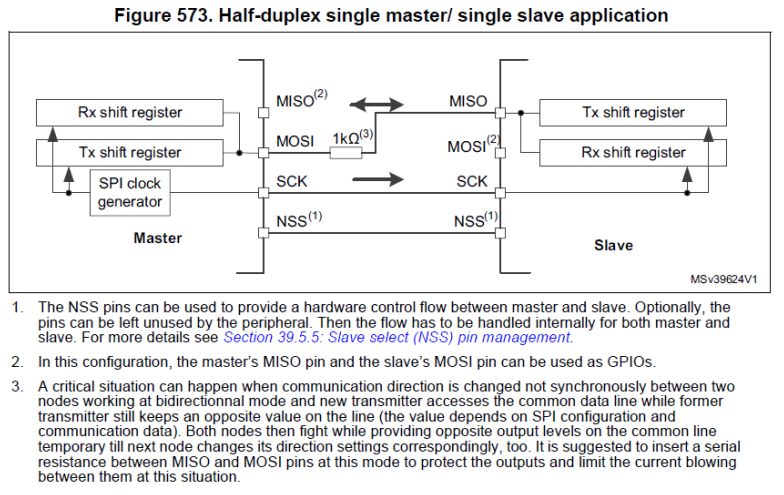 Figure 573. Half-duplex single master/ single slave application
Rx shift register
Tx shift register
SPI clock
generator
Master
MISO(2)
MOSI
1kΩ(3)
SCK
NSS(1)
MISO
MOSI(2)
SCK
NSS(1)
Tx shift register
Rx shift register
Slave
MSv39624V1
1. The NSS pins can be used to provide a hardware control flow between master and slave. Optionally, the
pins can be left unused by the peripheral. Then the flow has to be handled internally for both master and
slave. For more details see Section 39.5.5: Slave select (NSS) pin management.
2. In this configuration, the master's MISO pin and the slave's MOSI pin can be used as GPIOs.
3. A critical situation can happen when communication direction is changed not synchronously between two
nodes working at bidirectionnal mode and new transmitter accesses the common data line while former
transmitter still keeps an opposite value on the line (the value depends on SPI configuration and
communication data). Both nodes then fight while providing opposite output levels on the common line
temporary till next node changes its direction settings correspondingly, too. It is suggested to insert a serial
resistance between MISO and MOSI pins at this mode to protect the outputs and limit the current blowing
between them at this situation.